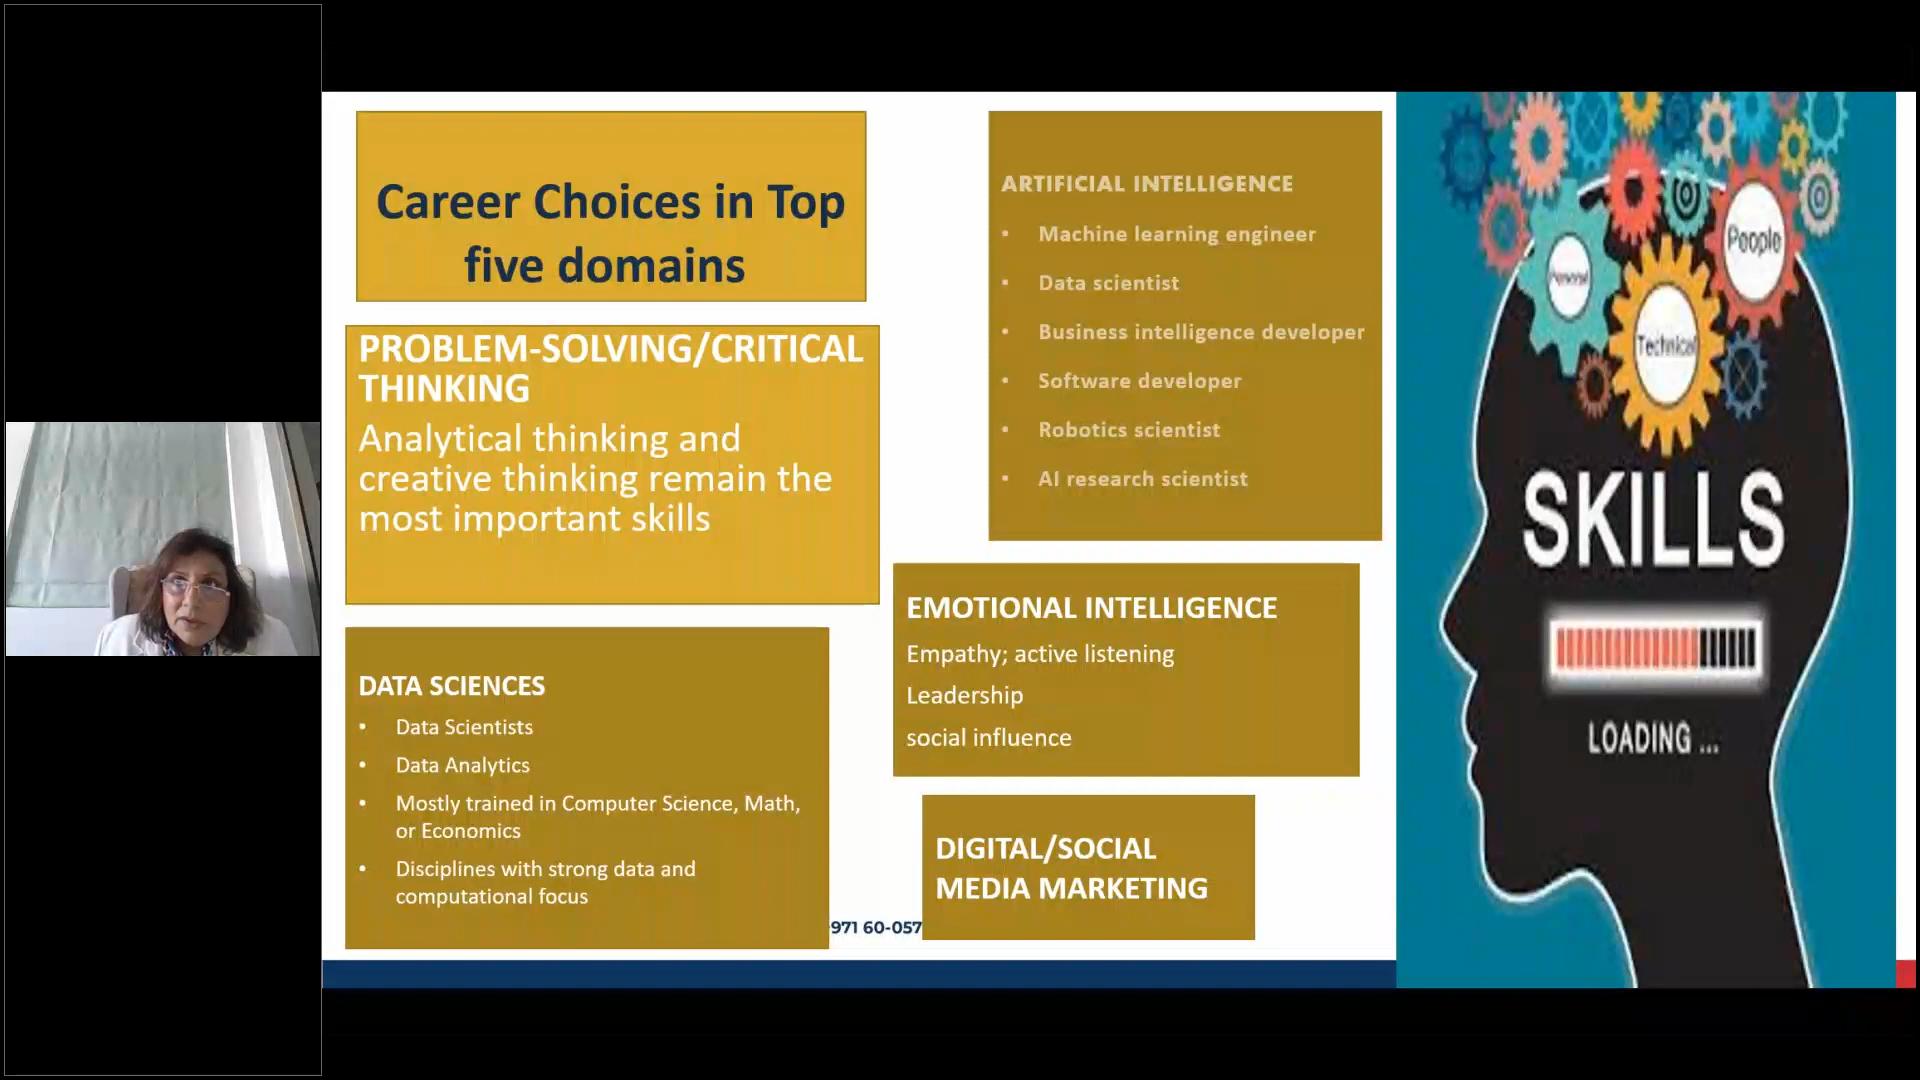 Career Choices in Top
five domains
PROBLEM-SOLVING/CRITICAL
THINKING
Analytical thinking and
creative thinking remain the
most important skills
DATA SCIENCES
• Data Scientists
• Data Analytics
• Mostly trained in Computer Science, Math,
or Economics
• Disciplines with strong data and
computational focus
971 60-057
ARTIFICIAL INTELLIGENCE
• Machine learning engineer
• Data scientist
• Business intelligence developer
• Software developer
• Robotics scientist
• AI research scientist
EMOTIONAL INTELLIGENCE
Empathy; active listening
Leadership
social influence
DIGITAL/SOCIAL
MEDIA MARKETING
People
Personal
Technical
SKILLS
LOADING ...